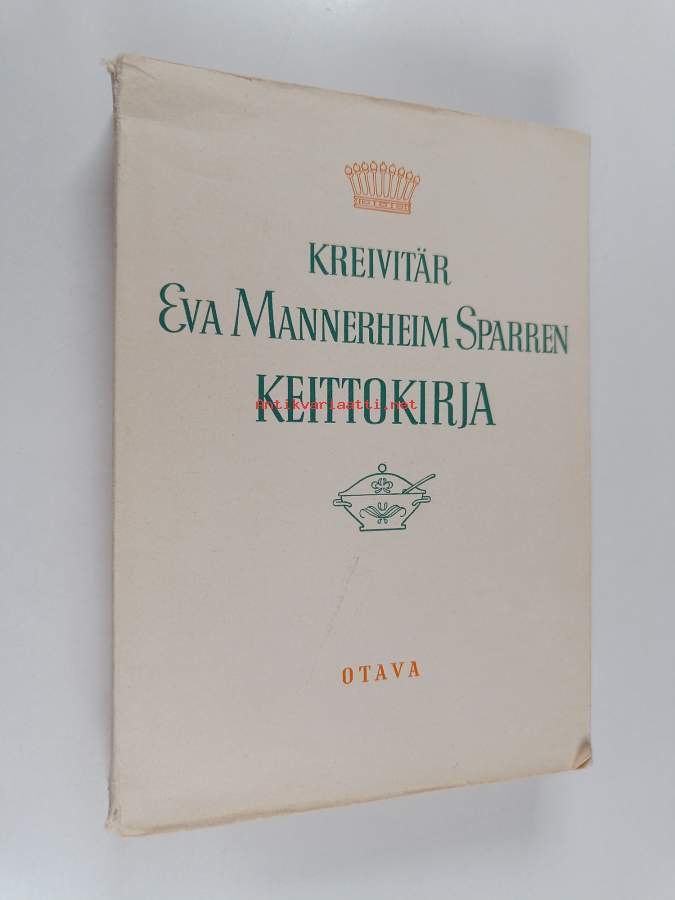 KREIVITÄR
EVA MANNERHEIM SPARREN
KEITTOKIRJA
Antikvariaatti.net
OTAVA